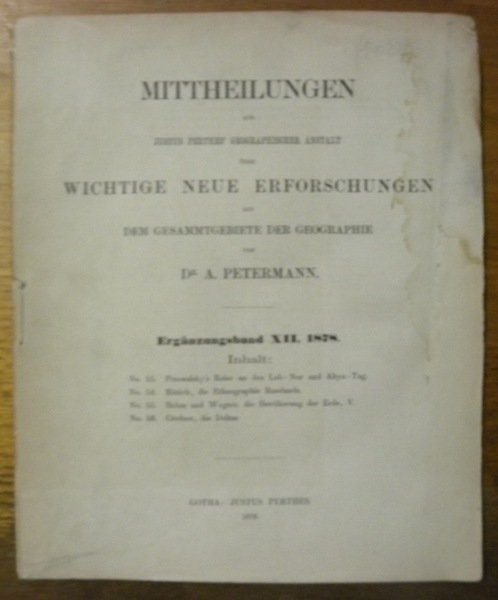 MITTHEILUNGEN
AUS
JUSTUS PERTHES' GEOGRAPHISCHER ANSTALT
ÜBER
WICHTIGE NEUE ERFORSCHUNGEN
AUF
DEM GESAMMTGEBIETE DER GEOGRAPHIE
VON
DR. A. PETERMANN.
Ergänzungsband XII, 1878.
Inhalt:
No. 53. Prschewalsky's Reise an den Lob-Nor und Altyn-Tag.
No. 54. Rittich, die Ethnographie Russlands.
No. 55. Behm und Wagner, die Bevölkerung der Erde, V.
No. 56. Credner, die Deltas
GOTHA: JUSTUS PERTHES
1878.